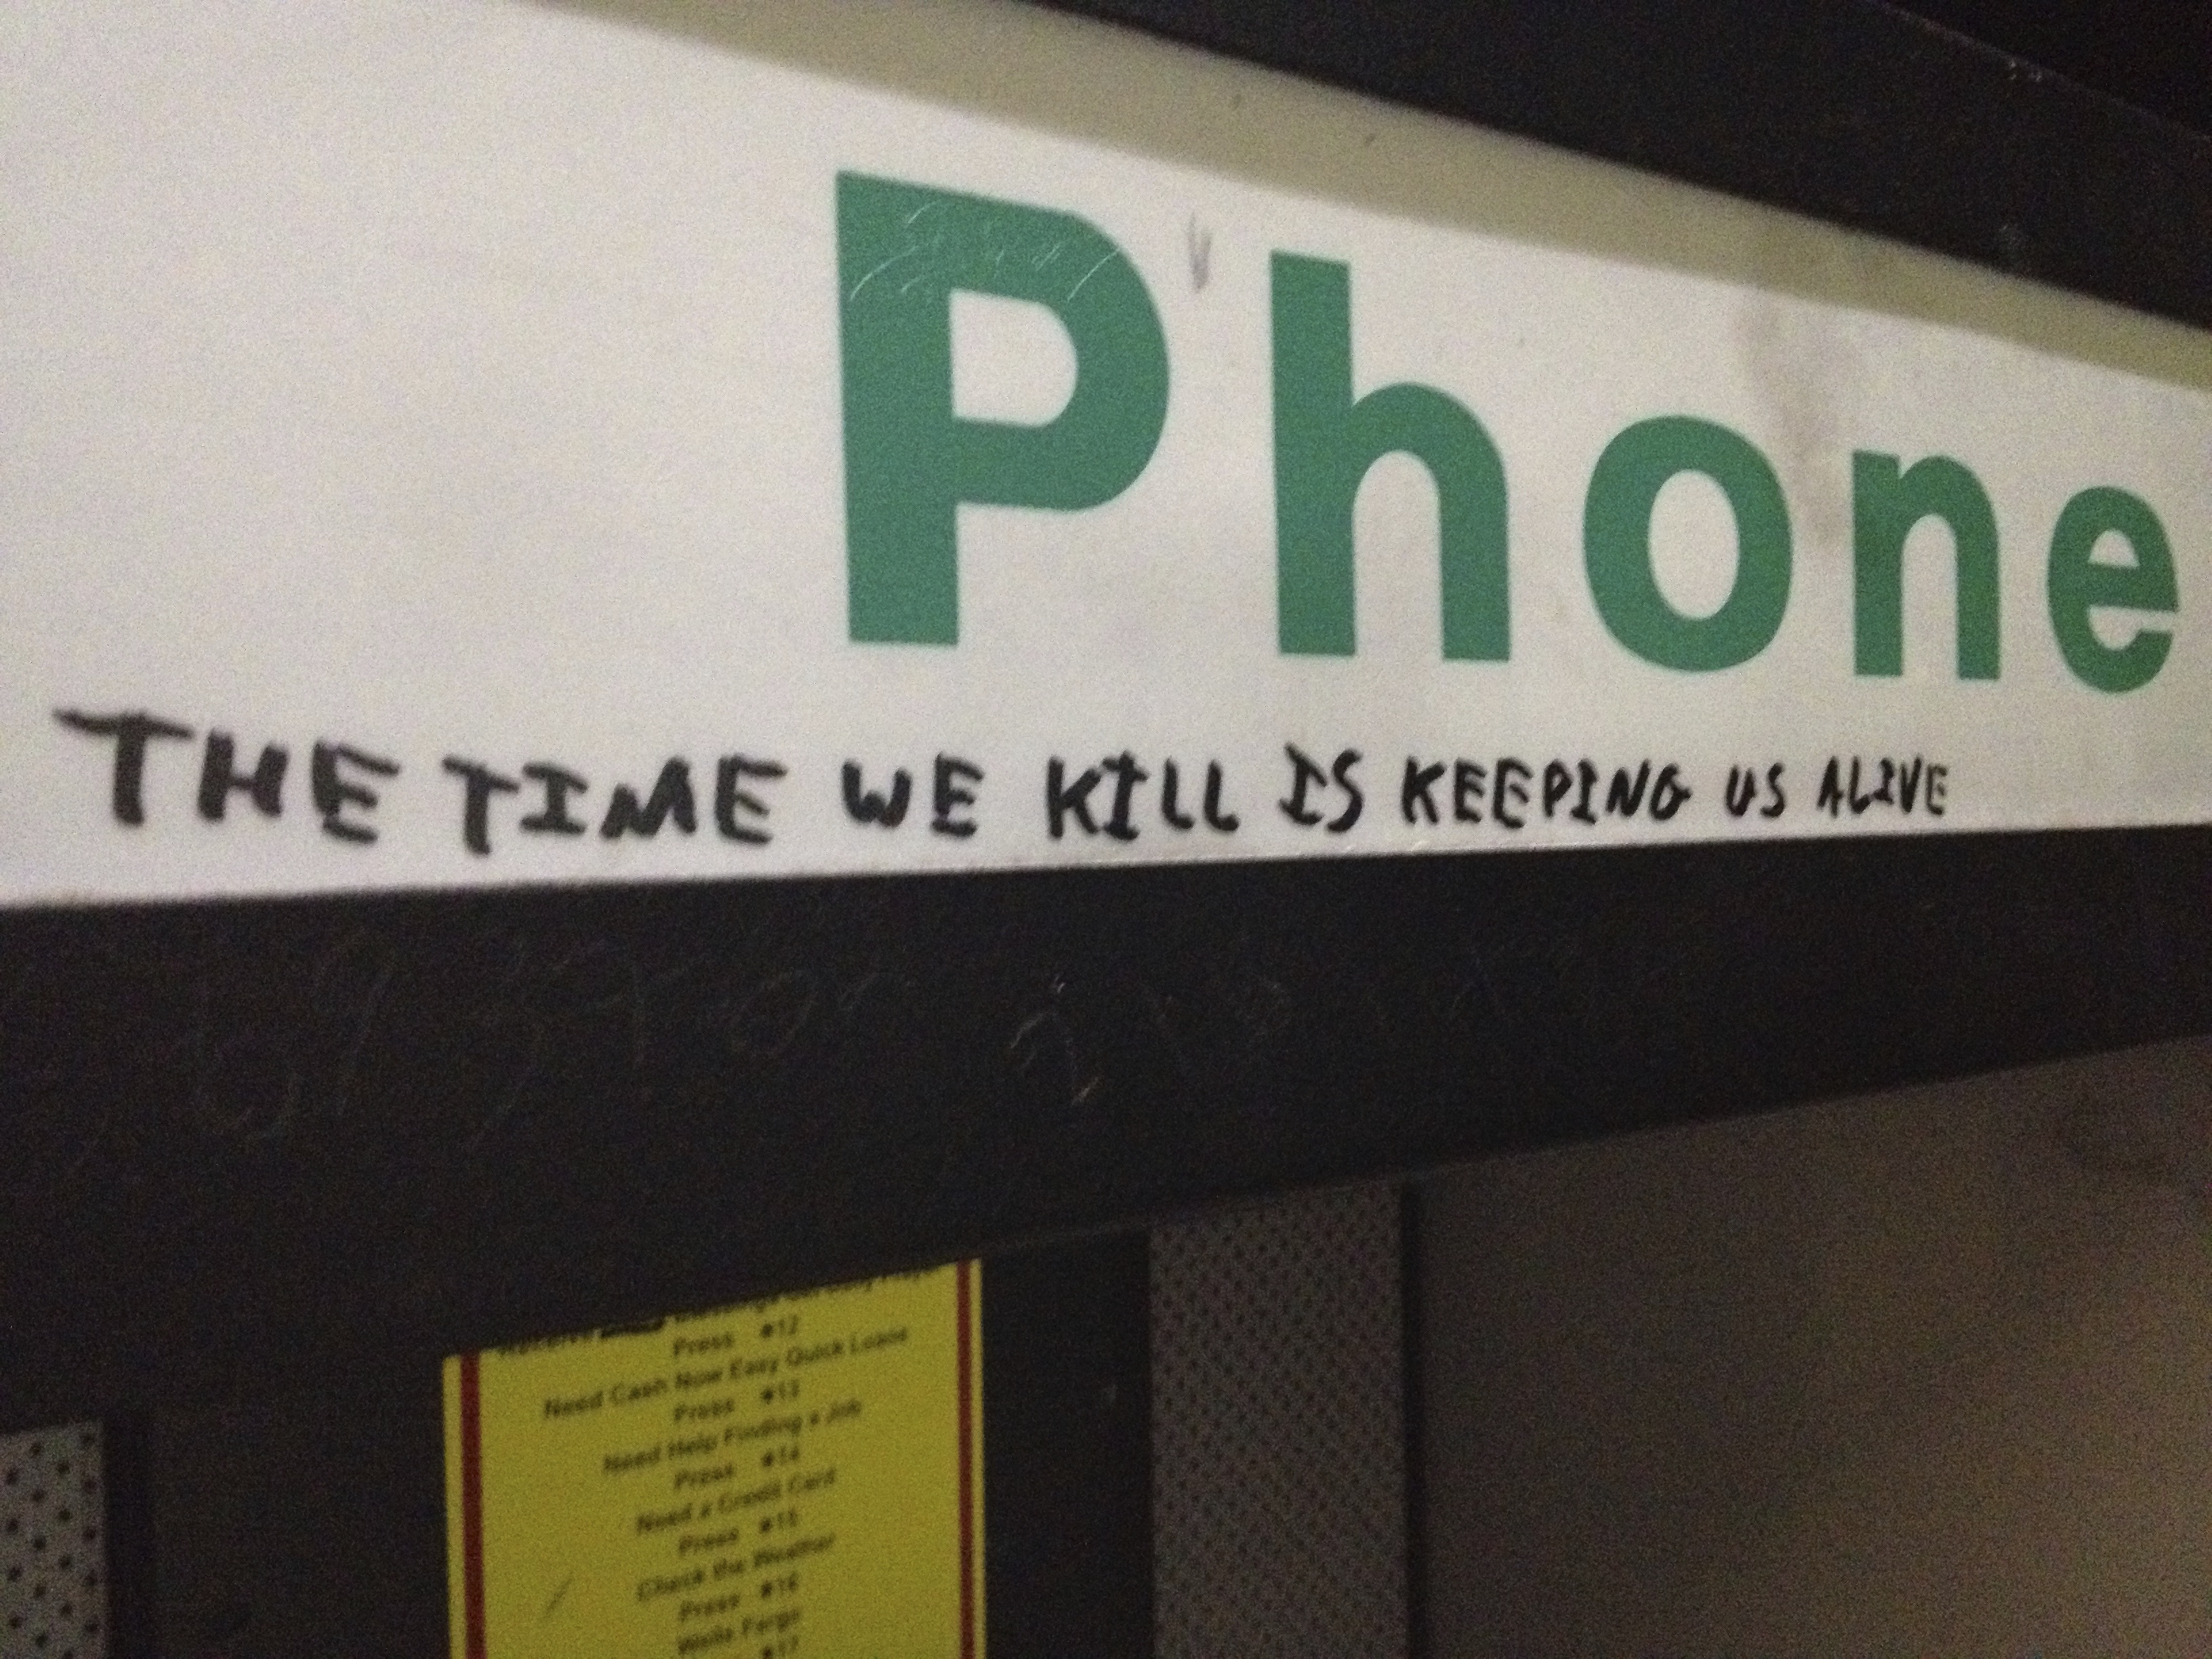 Phone
THE TIME WE KILL IS KEEPING US ALIVE
Press #12
Need Cash Now Easy Quick Loans
Press #13
Need Help Finding a Job
Press #14
Need a Credit Card
Press #15
Check the Weather
Press #16
Wells Fargo
#17